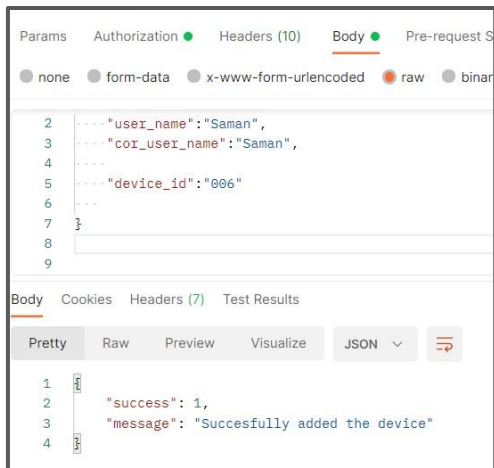 Params Authorization Headers (10) Body Pre-request S
none form-data x-www-form-urlencoded raw binar
2 "user_name":"Saman",
3 "cor_user_name":"Saman",
4
5 "device_id":"006"
6
7 }
8
9
Body Cookies Headers (7) Test Results
Pretty Raw Preview Visualize JSON
1 {
2 "success": 1,
3 "message": "Succesfully added the device"
4 }